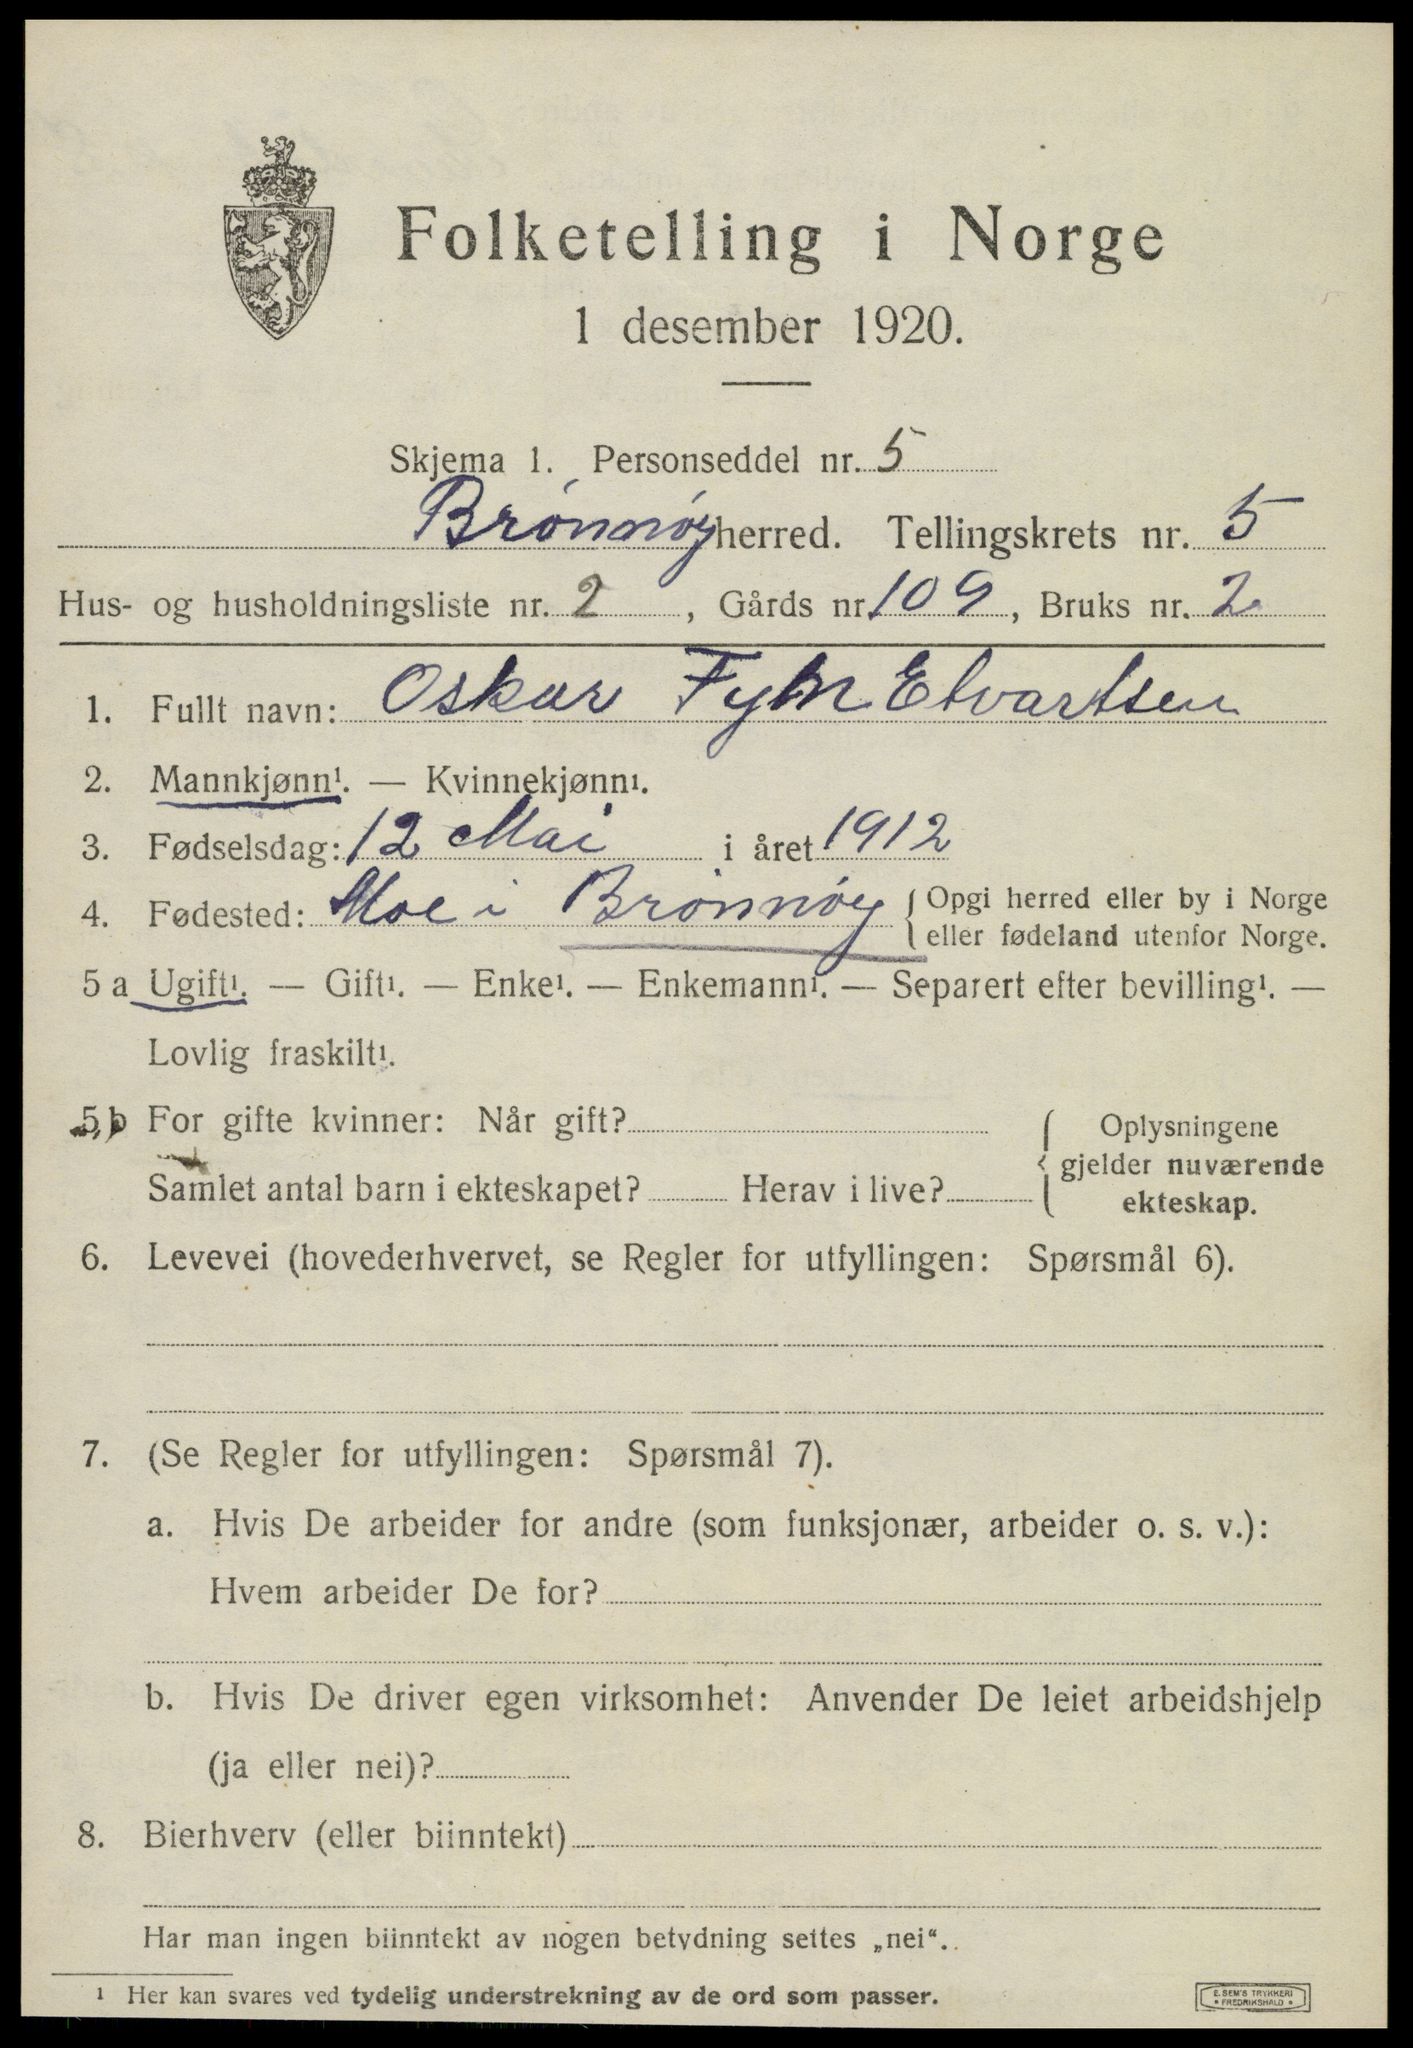 Folketelling i Norge
1 desember 1920.
Skjema 1. Personseddel nr. 5
Brönnöy herred. Tellingskrets nr. 5
Hus- og husholdningsliste nr. 2, Gårds nr. 109, Bruks nr. 2
1. Fullt navn: Oskar Etvartsen
2. Mannkjønn¹. — Kvinnekjønn¹.
3. Fødselsdag: 12 Mai i året 1912
4. Fødested: Moe i Brönnöy { Opgi herred eller by i Norge
eller fødeland utenfor Norge.
5 a Ugift¹. — Gift¹. — Enke¹. — Enkemann¹. — Separert efter bevilling¹. —
Lovlig fraskilt¹.
5 b For gifte kvinner: Når gift?
Samlet antal barn i ekteskapet? Herav i live?
{ Oplysningene
gjelder nuværende
ekteskap.
6. Levevei (hovederhvervet, se Regler for utfyllingen: Spørsmål 6).
7. (Se Regler for utfyllingen: Spørsmål 7).
a. Hvis De arbeider for andre (som funksjonær, arbeider o. s. v.):
Hvem arbeider De for?
b. Hvis De driver egen virksomhet: Anvender De leiet arbeidshjelp
(ja eller nei)?
8. Bierhverv (eller biinntekt)
Har man ingen biinntekt av nogen betydning settes „nei“.
¹ Her kan svares ved tydelig understrekning av de ord som passer.
E. SEM'S TRYKKERI
• FREDRIKSHALD •